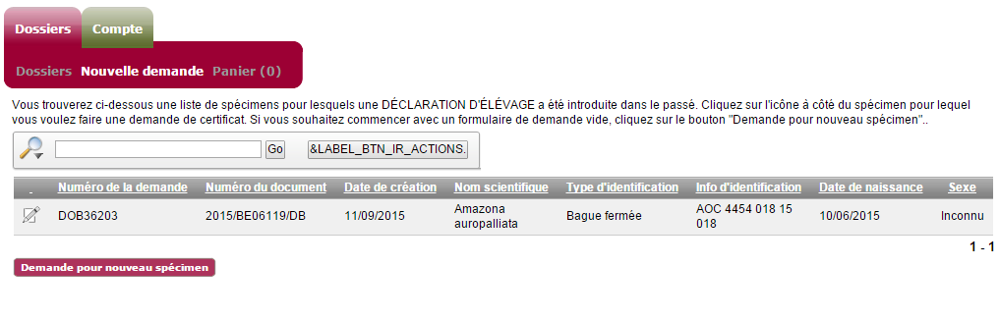 Dossiers Compte
Dossiers Nouvelle demande Panier (0)
Vous trouverez ci-dessous une liste de spécimens pour lesquels une DÉCLARATION D'ÉLÉVAGE a été introduite dans le passé. Cliquez sur l'icône à côté du spécimen pour lequel
vous voulez faire une demande de certificat. Si vous souhaitez commencer avec un formulaire de demande vide, cliquez sur le bouton "Demande pour nouveau spécimen"..
Go &LABEL_BTN_IR_ACTIONS.
Numéro de la demande Numéro du document Date de création Nom scientifique Type d'identification Info d'identification Date de naissance Sexe
DOB36203 2015/BE06119/DB 11/09/2015 Amazona auropalliata Bague fermée AOC 4454 018 15 018 10/06/2015 Inconnu
1 - 1
Demande pour nouveau spécimen